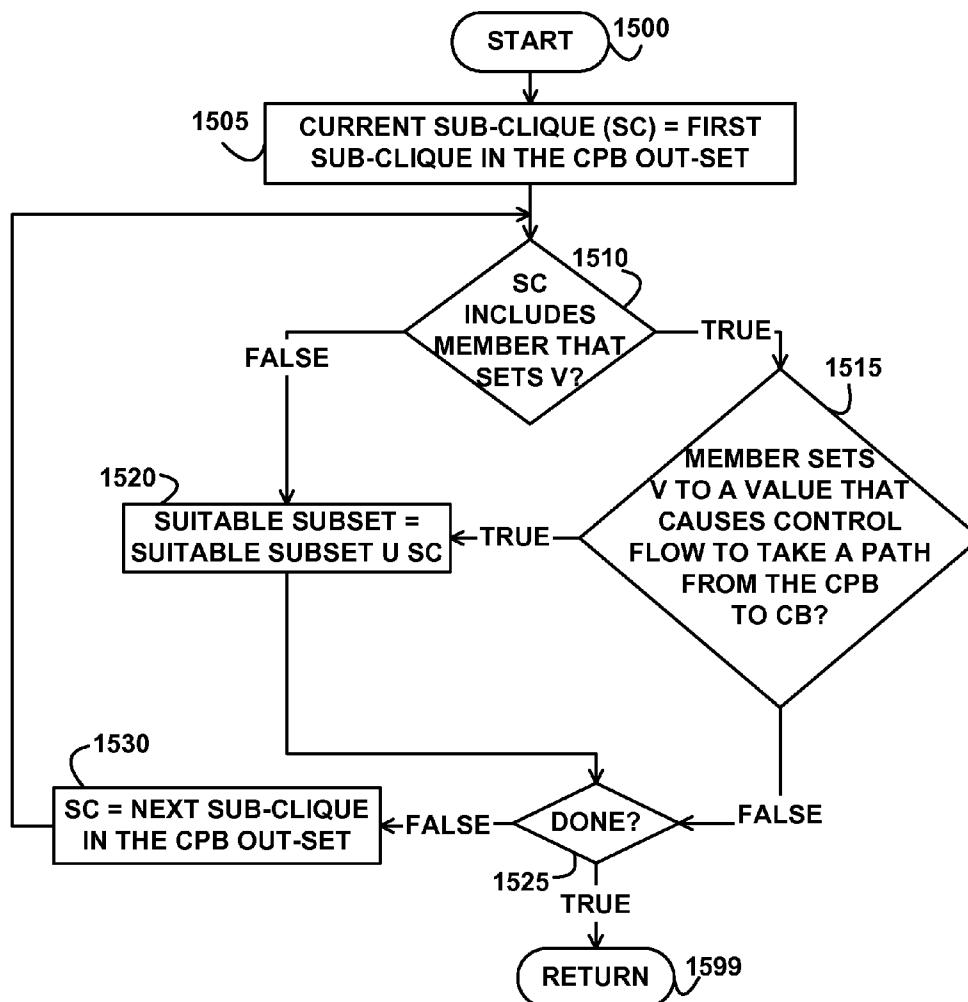 START
1500
1505
CURRENT SUB-CLIQUE (SC) = FIRST
SUB-CLIQUE IN THE CPB OUT-SET
1510
SC
INCLUDES
MEMBER THAT
SETS V?
FALSE
TRUE
1515
MEMBER SETS
V TO A VALUE THAT
CAUSES CONTROL
FLOW TO TAKE A PATH
FROM THE CPB
TO CB?
1520
SUITABLE SUBSET =
SUITABLE SUBSET U SC
TRUE
1530
SC = NEXT SUB-CLIQUE
IN THE CPB OUT-SET
FALSE
DONE?
FALSE
1525
TRUE
RETURN
1599